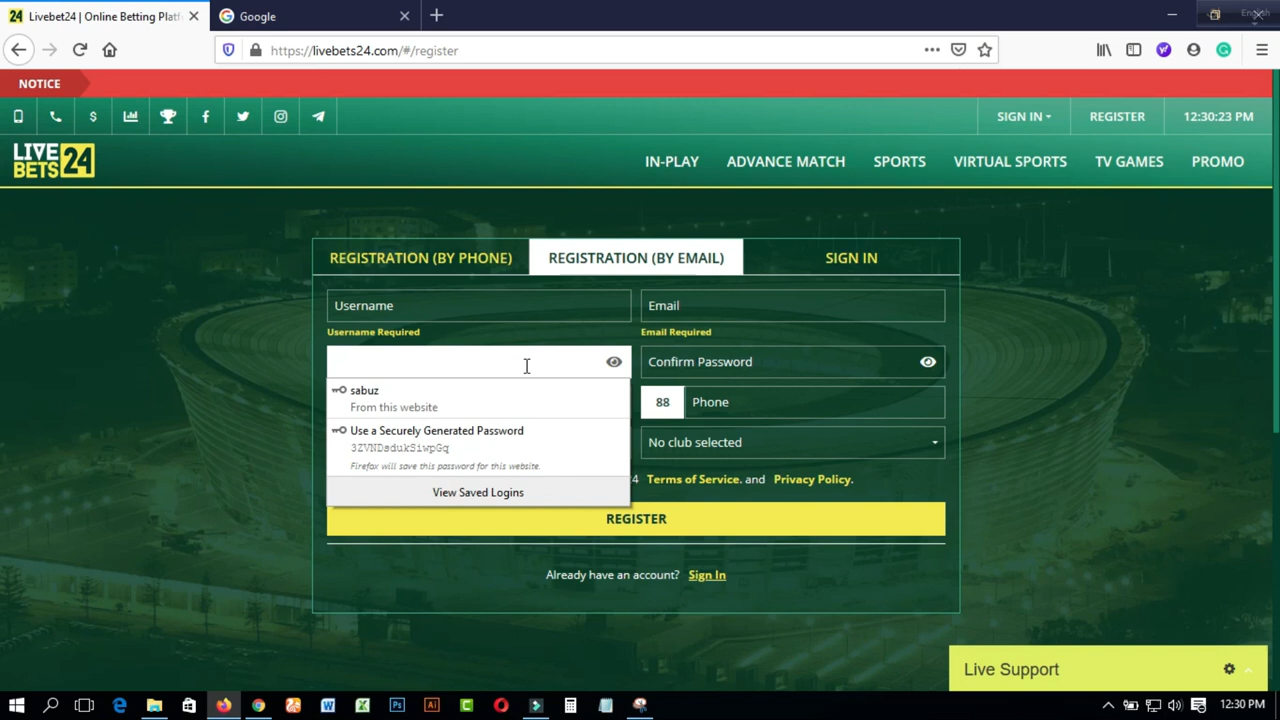 24 Livebet24 | Online Betting Platf
Google
English
https://livebets24.com/#/register
NOTICE
SIGN IN
REGISTER
12:30:23 PM
LIVE BETS 24
IN-PLAY
ADVANCE MATCH
SPORTS
VIRTUAL SPORTS
TV GAMES
PROMO
REGISTRATION (BY PHONE)
REGISTRATION (BY EMAIL)
SIGN IN
Username
Email
Username Required
Email Required
Confirm Password
sabuz
From this website
88
Phone
Use a Securely Generated Password
3ZVNDsdukSiwpGq
Firefox will save this password for this website.
No club selected
4 Terms of Service. and Privacy Policy.
View Saved Logins
REGISTER
Already have an account? Sign In
Live Support
12:30 PM